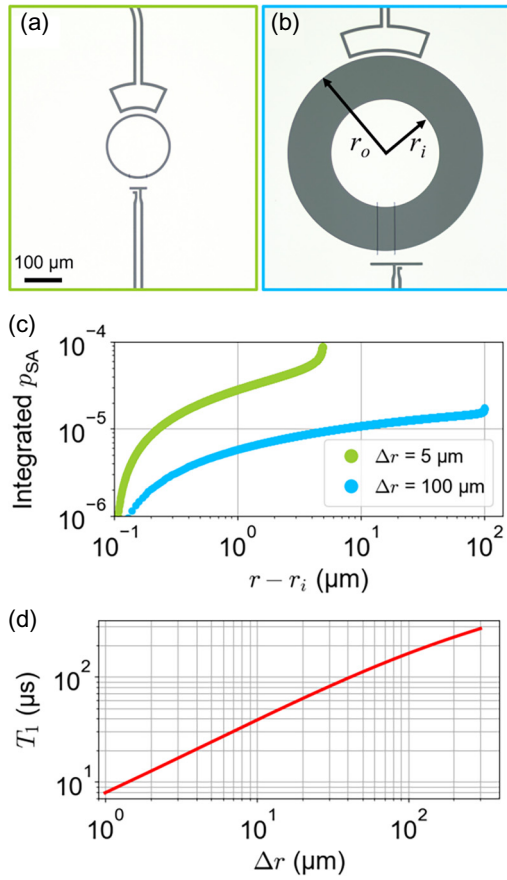 (a)
(b)
r_o
r_i
100 μm
(c)
Integrated p_SA
10^−4
10^−5
10^−6
Δr = 5 μm
Δr = 100 μm
10^−1
10^0
10^1
10^2
r − r_i (μm)
(d)
T_1 (μs)
10^2
10^1
10^0
10^1
10^2
Δr (μm)